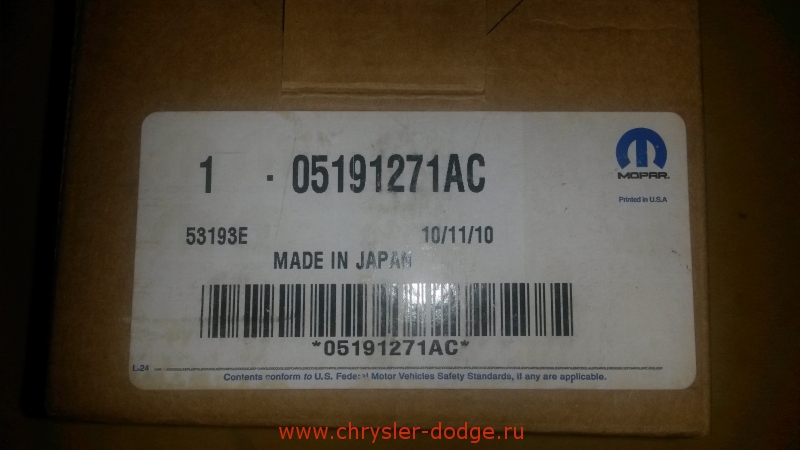 1 - 05191271AC
MOPAR
Printed in U.S.A
53193E 10/11/10
MADE IN JAPAN
*05191271AC*
L-24
Contents conform to U.S. Federal Motor Vehicles Safety Standards, if any are applicable.
www.chrysler-dodge.ru